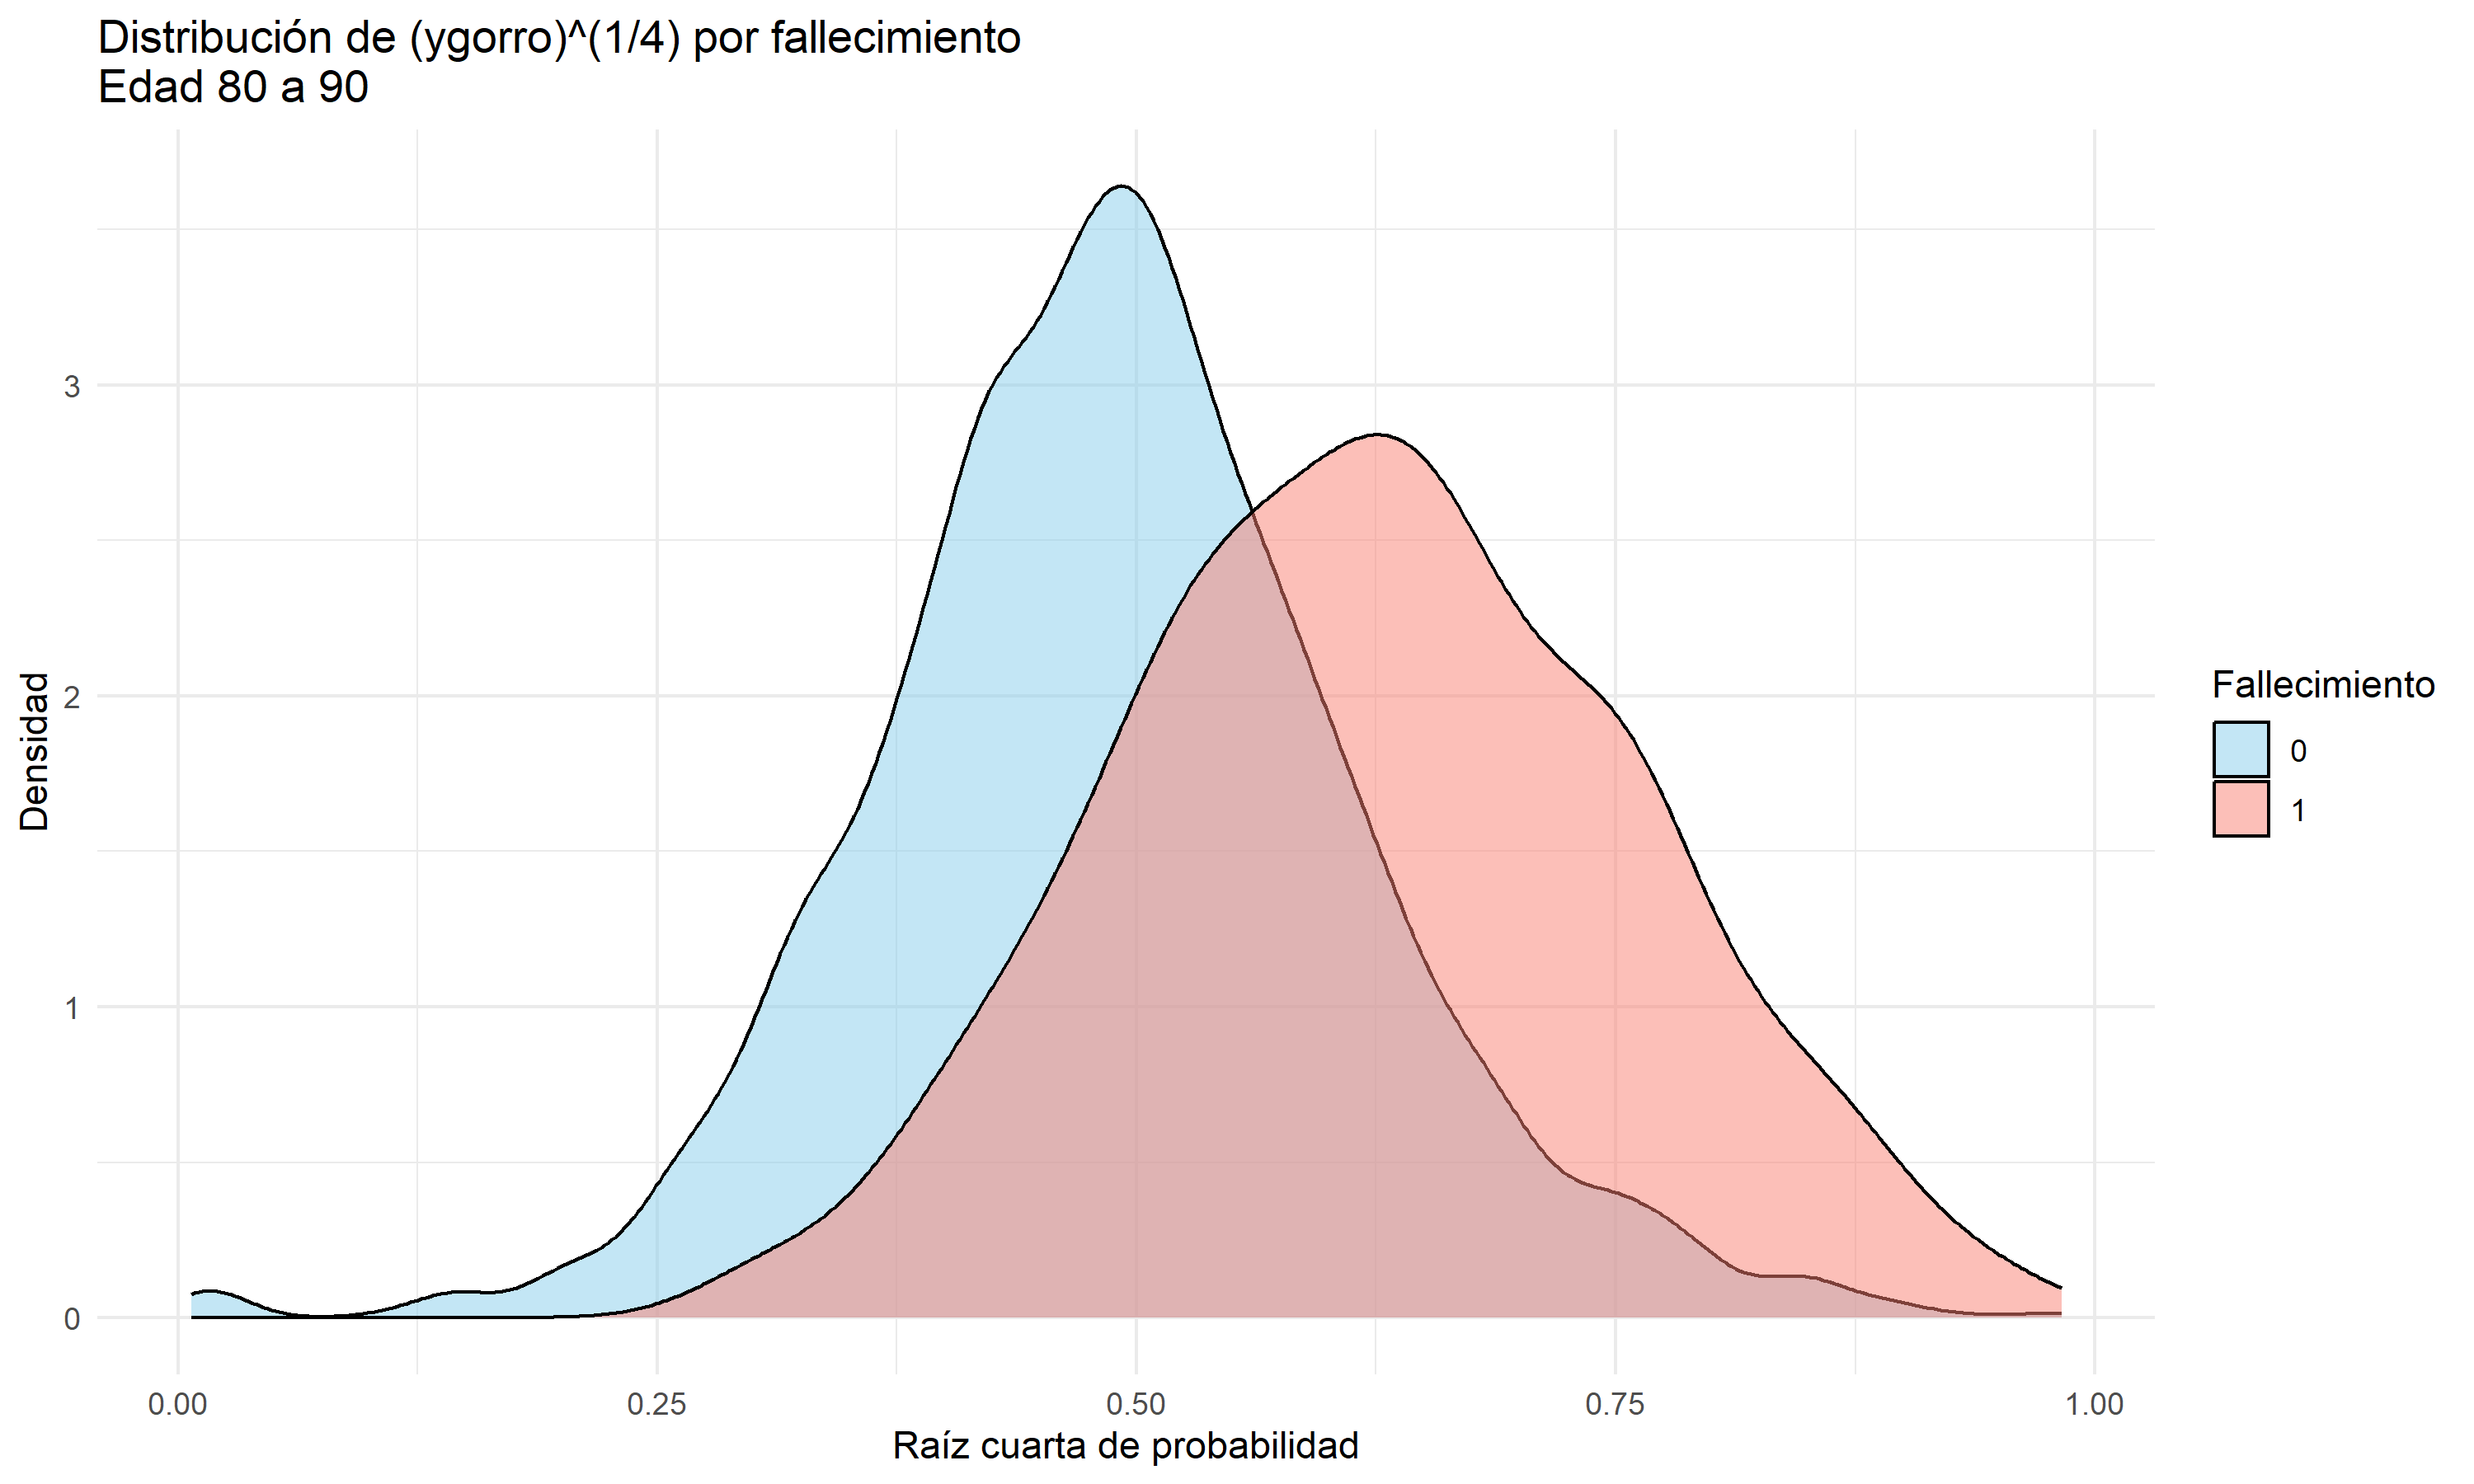 Distribución de (ygorro)^(1/4) por fallecimiento
Edad 80 a 90
Densidad
3
2
1
0
0.00 0.25 0.50 0.75 1.00
Raíz cuarta de probabilidad
Fallecimiento
0
1